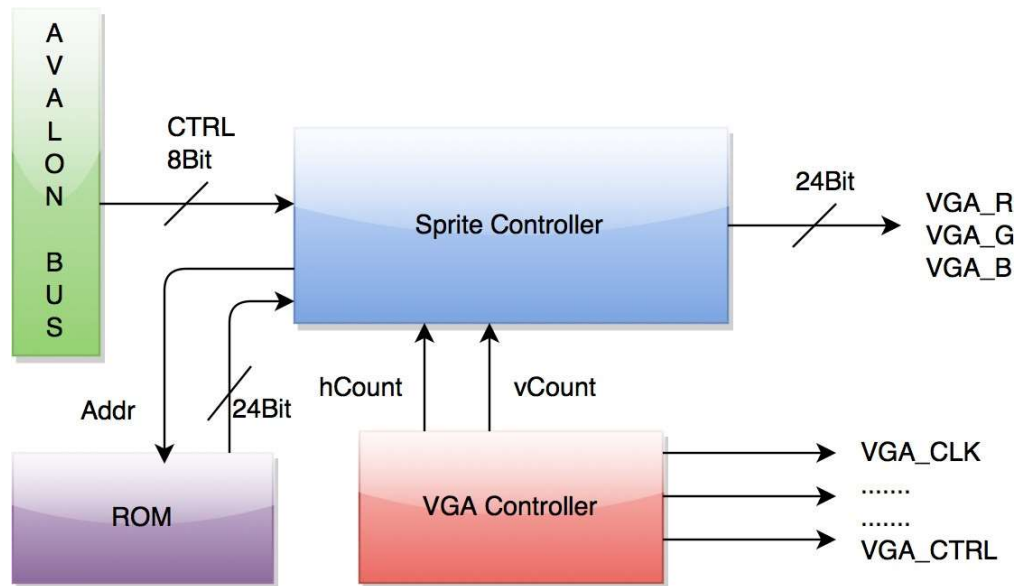 A
V
A
L
O
N
B
U
S
CTRL
8Bit
Sprite Controller
24Bit
VGA_R
VGA_G
VGA_B
Addr
24Bit
hCount
vCount
ROM
VGA Controller
VGA_CLK
.......
.......
VGA_CTRL